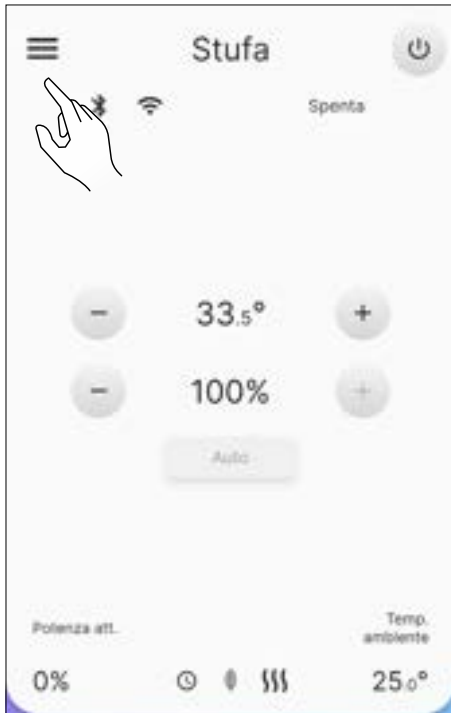 Stufa
Spenta
33.5°
100%
Auto
Potenza att.
Temp.
ambiente
0%
25.0°